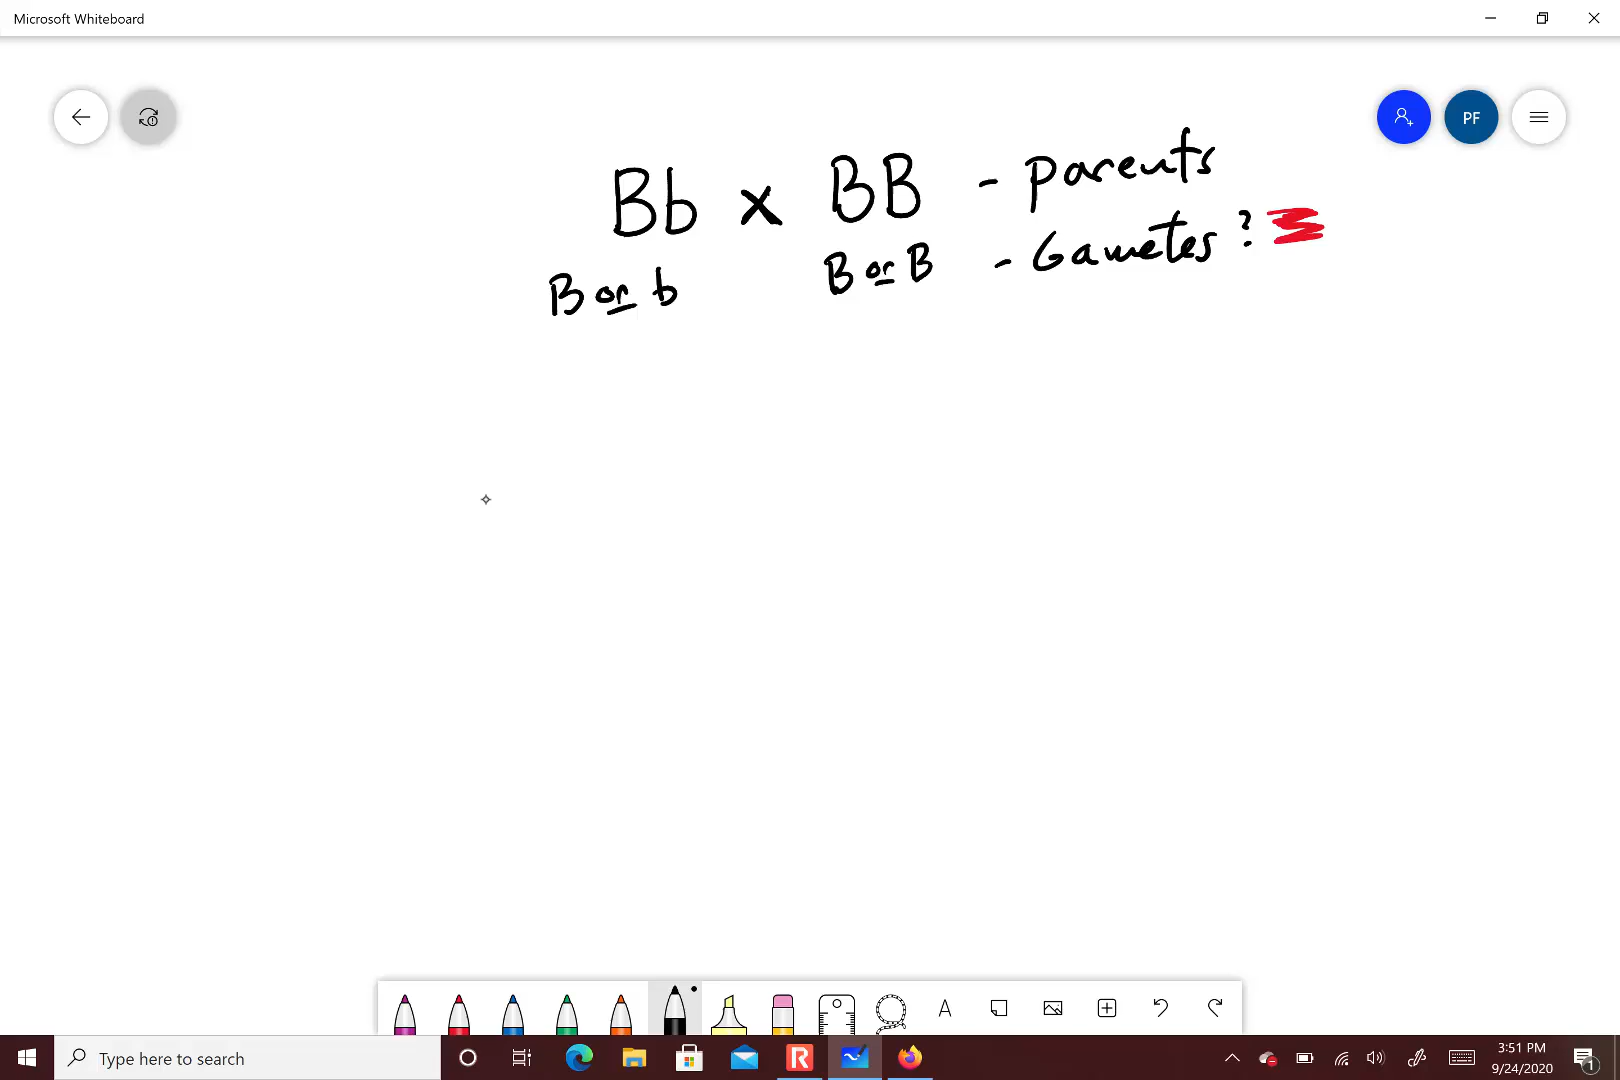 Microsoft Whiteboard
PF
Bb x BB - Parents
B or b B or B - Gametes ?
A
Type here to search
R
3:51 PM
9/24/2020
1